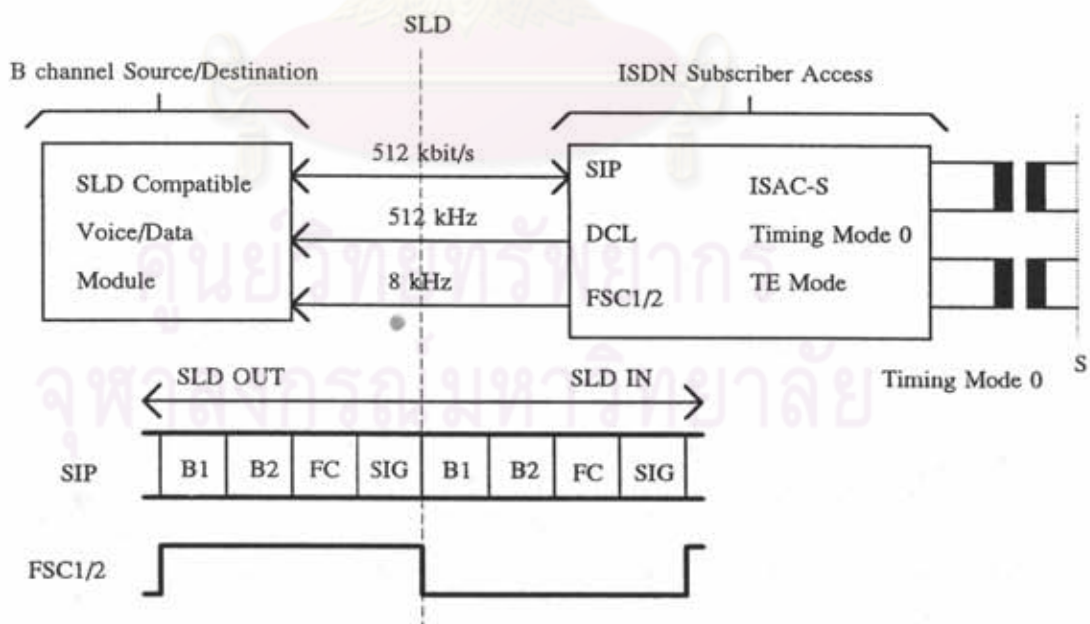 SLD
B channel Source/Destination
ISDN Subscriber Access
SLD Compatible
Voice/Data
Module
512 kbit/s
512 kHz
8 kHz
SIP
DCL
FSC1/2
ISAC-S
Timing Mode 0
TE Mode
S
ศูนย์วิทยทรัพยากร
จุฬาลงกรณ์มหาวิทยาลัย
SLD OUT
SLD IN
Timing Mode 0
SIP
B1
B2
FC
SIG
B1
B2
FC
SIG
FSC1/2